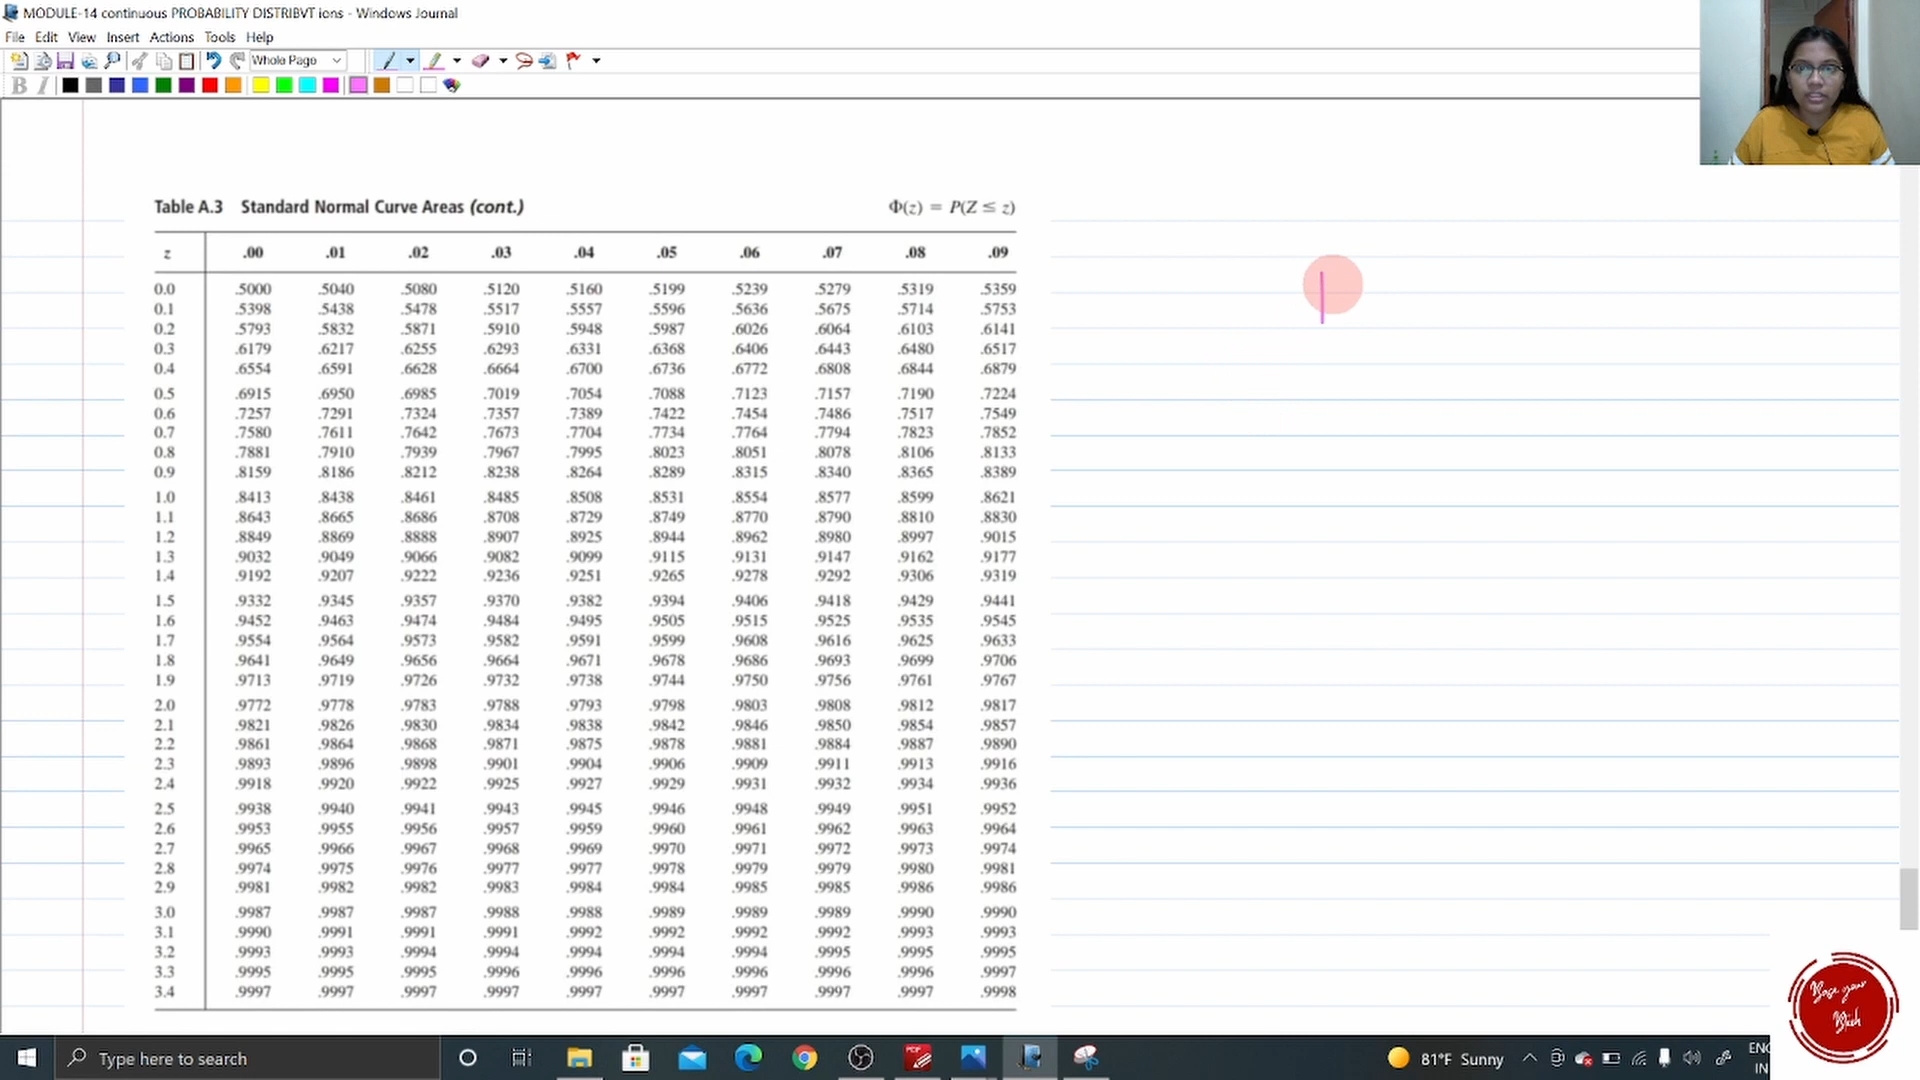 MODULE-14 continuous PROBABILITY DISTRIBVT ions - Windows Journal
File Edit View Insert Actions Tools Help
Whole Page
B I
Table A.3 Standard Normal Curve Areas (cont.) Φ(z) = P(Z ≤ z)
z .00 .01 .02 .03 .04 .05 .06 .07 .08 .09
0.0 .5000 .5040 .5080 .5120 .5160 .5199 .5239 .5279 .5319 .5359
0.1 .5398 .5438 .5478 .5517 .5557 .5596 .5636 .5675 .5714 .5753
0.2 .5793 .5832 .5871 .5910 .5948 .5987 .6026 .6064 .6103 .6141
0.3 .6179 .6217 .6255 .6293 .6331 .6368 .6406 .6443 .6480 .6517
0.4 .6554 .6591 .6628 .6664 .6700 .6736 .6772 .6808 .6844 .6879
0.5 .6915 .6950 .6985 .7019 .7054 .7088 .7123 .7157 .7190 .7224
0.6 .7257 .7291 .7324 .7357 .7389 .7422 .7454 .7486 .7517 .7549
0.7 .7580 .7611 .7642 .7673 .7704 .7734 .7764 .7794 .7823 .7852
0.8 .7881 .7910 .7939 .7967 .7995 .8023 .8051 .8078 .8106 .8133
0.9 .8159 .8186 .8212 .8238 .8264 .8289 .8315 .8340 .8365 .8389
1.0 .8413 .8438 .8461 .8485 .8508 .8531 .8554 .8577 .8599 .8621
1.1 .8643 .8665 .8686 .8708 .8729 .8749 .8770 .8790 .8810 .8830
1.2 .8849 .8869 .8888 .8907 .8925 .8944 .8962 .8980 .8997 .9015
1.3 .9032 .9049 .9066 .9082 .9099 .9115 .9131 .9147 .9162 .9177
1.4 .9192 .9207 .9222 .9236 .9251 .9265 .9278 .9292 .9306 .9319
1.5 .9332 .9345 .9357 .9370 .9382 .9394 .9406 .9418 .9429 .9441
1.6 .9452 .9463 .9474 .9484 .9495 .9505 .9515 .9525 .9535 .9545
1.7 .9554 .9564 .9573 .9582 .9591 .9599 .9608 .9616 .9625 .9633
1.8 .9641 .9649 .9656 .9664 .9671 .9678 .9686 .9693 .9699 .9706
1.9 .9713 .9719 .9726 .9732 .9738 .9744 .9750 .9756 .9761 .9767
2.0 .9772 .9778 .9783 .9788 .9793 .9798 .9803 .9808 .9812 .9817
2.1 .9821 .9826 .9830 .9834 .9838 .9842 .9846 .9850 .9854 .9857
2.2 .9861 .9864 .9868 .9871 .9875 .9878 .9881 .9884 .9887 .9890
2.3 .9893 .9896 .9898 .9901 .9904 .9906 .9909 .9911 .9913 .9916
2.4 .9918 .9920 .9922 .9925 .9927 .9929 .9931 .9932 .9934 .9936
2.5 .9938 .9940 .9941 .9943 .9945 .9946 .9948 .9949 .9951 .9952
2.6 .9953 .9955 .9956 .9957 .9959 .9960 .9961 .9962 .9963 .9964
2.7 .9965 .9966 .9967 .9968 .9969 .9970 .9971 .9972 .9973 .9974
2.8 .9974 .9975 .9976 .9977 .9977 .9978 .9979 .9979 .9980 .9981
2.9 .9981 .9982 .9982 .9983 .9984 .9984 .9985 .9985 .9986 .9986
3.0 .9987 .9987 .9987 .9988 .9988 .9989 .9989 .9989 .9990 .9990
3.1 .9990 .9991 .9991 .9991 .9992 .9992 .9992 .9992 .9993 .9993
3.2 .9993 .9993 .9994 .9994 .9994 .9994 .9994 .9995 .9995 .9995
3.3 .9995 .9995 .9995 .9996 .9996 .9996 .9996 .9996 .9996 .9997
3.4 .9997 .9997 .9997 .9997 .9997 .9997 .9997 .9997 .9997 .9998
Base your
Type here to search
PDF
81°F Sunny
IN